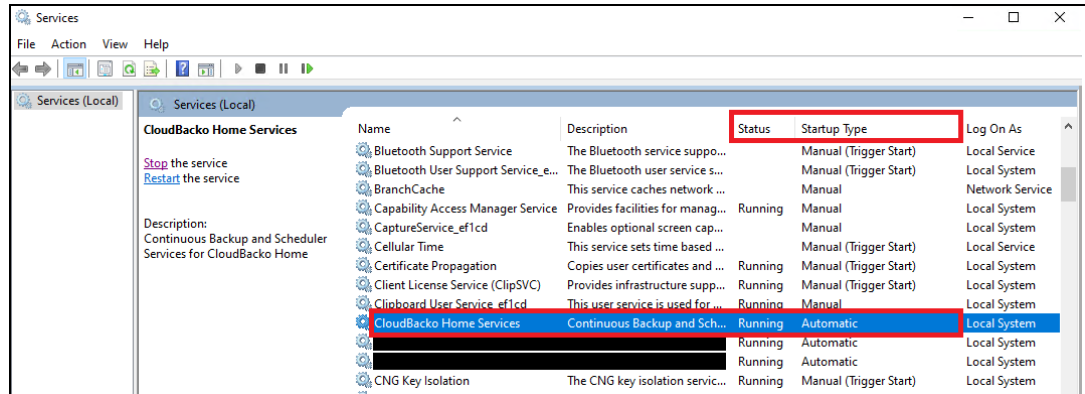 Services
File Action View Help
Services (Local)
Services (Local)
CloudBacko Home Services
Stop the service
Restart the service
Description:
Continuous Backup and Scheduler
Services for CloudBacko Home
Name Description Status Startup Type Log On As
Bluetooth Support Service The Bluetooth service suppo... Manual (Trigger Start) Local Service
Bluetooth User Support Service_e... The Bluetooth user service s... Manual (Trigger Start) Local System
BranchCache This service caches network ... Manual Network Service
Capability Access Manager Service Provides facilities for manag... Running Manual Local System
CaptureService_ef1cd Enables optional screen cap... Manual Local System
Cellular Time This service sets time based ... Manual (Trigger Start) Local Service
Certificate Propagation Copies user certificates and ... Running Manual (Trigger Start) Local System
Client License Service (ClipSVC) Provides infrastructure supp... Running Manual (Trigger Start) Local System
Clipboard User Service_ef1cd This user service is used for ... Running Manual Local System
CloudBacko Home Services Continuous Backup and Sch... Running Automatic Local System
Running Automatic Local System
Running Automatic Local System
CNG Key Isolation The CNG key isolation servic... Running Manual (Trigger Start) Local System